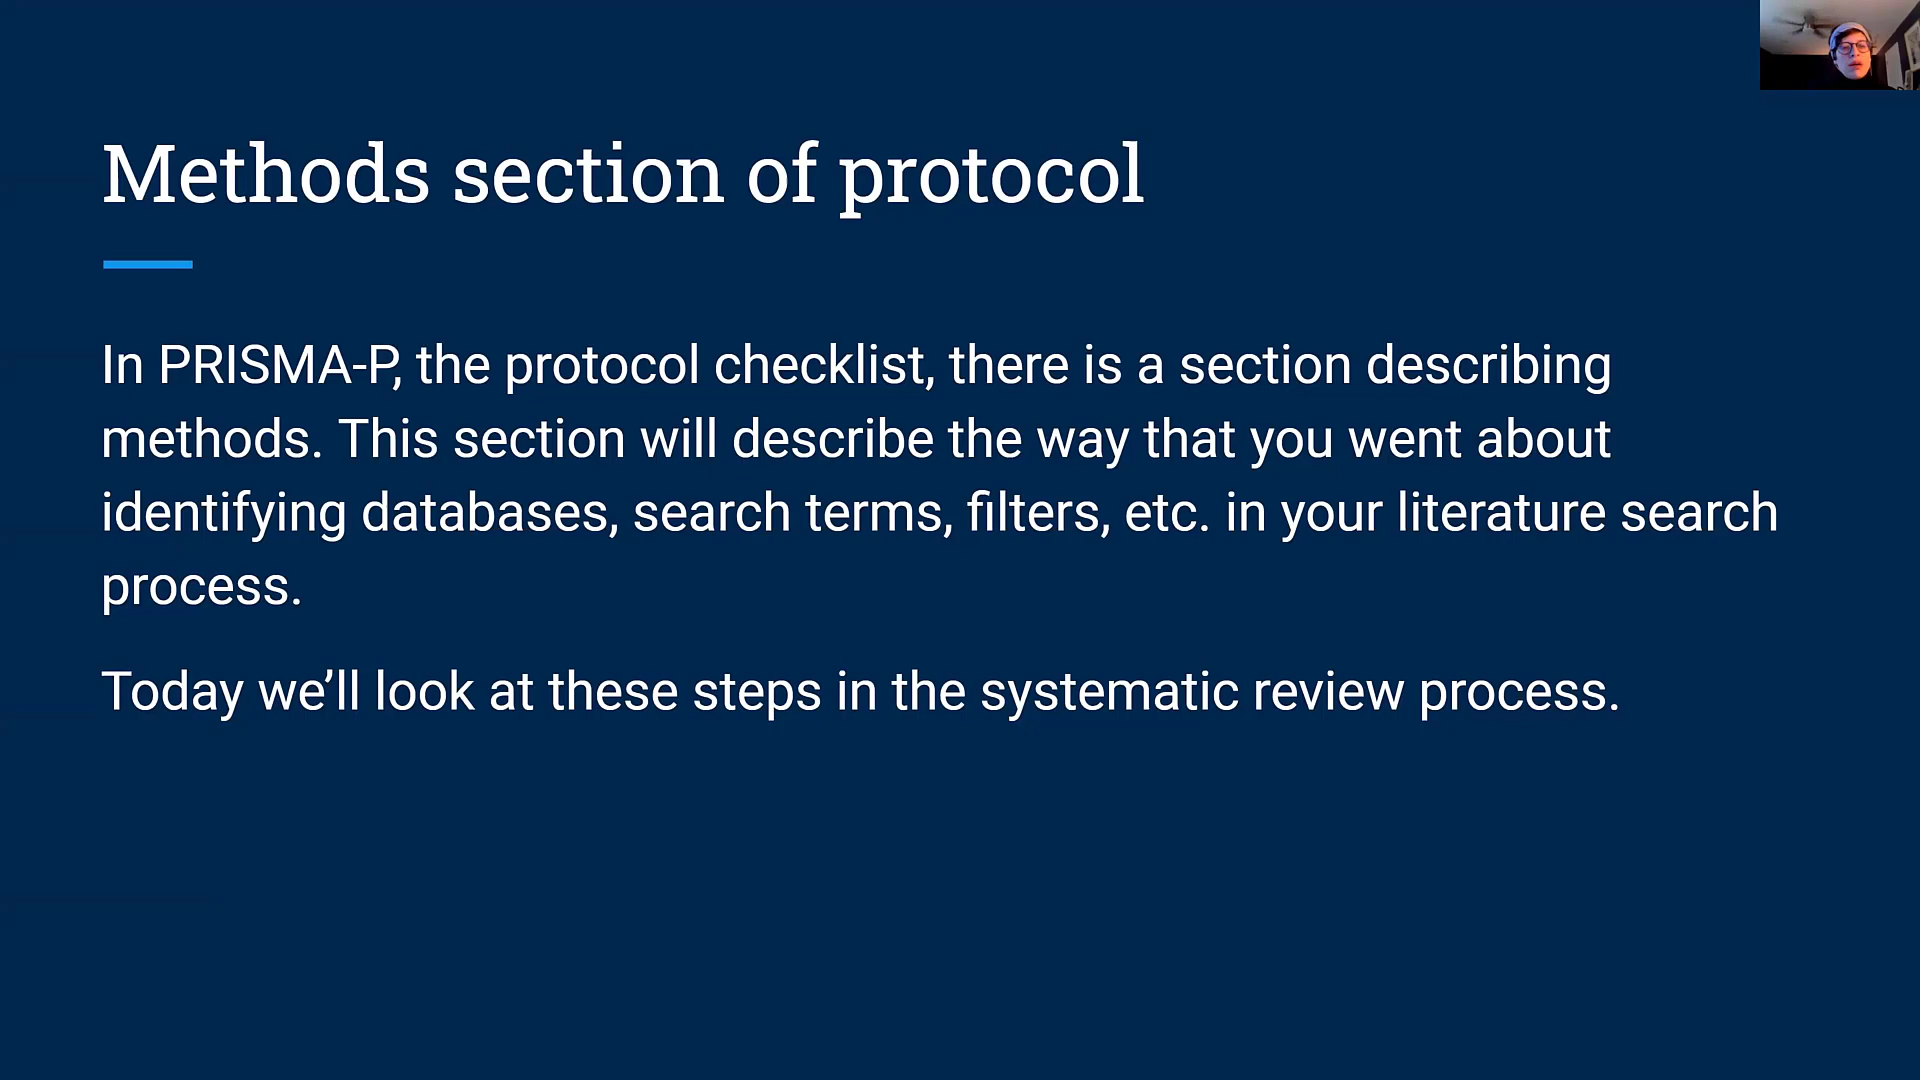 Methods section of protocol
In PRISMA-P, the protocol checklist, there is a section describing
methods. This section will describe the way that you went about
identifying databases, search terms, filters, etc. in your literature search
process.
Today we’ll look at these steps in the systematic review process.